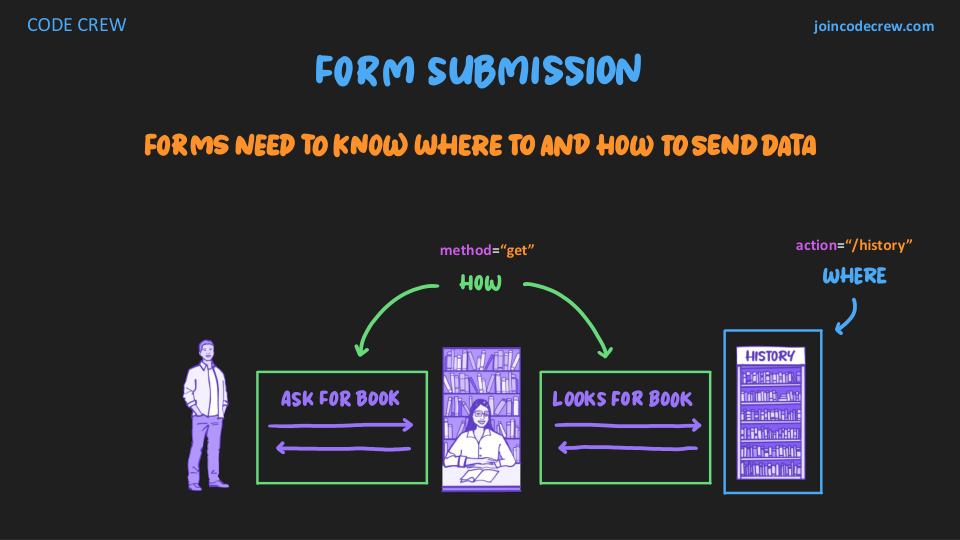 CODE CREW
joincodecrew.com
FORM SUBMISSION
FORMS NEED TO KNOW WHERE TO AND HOW TO SEND DATA
method=“get”
action=“/history”
HOW
WHERE
HISTORY
ASK FOR BOOK
LOOKS FOR BOOK